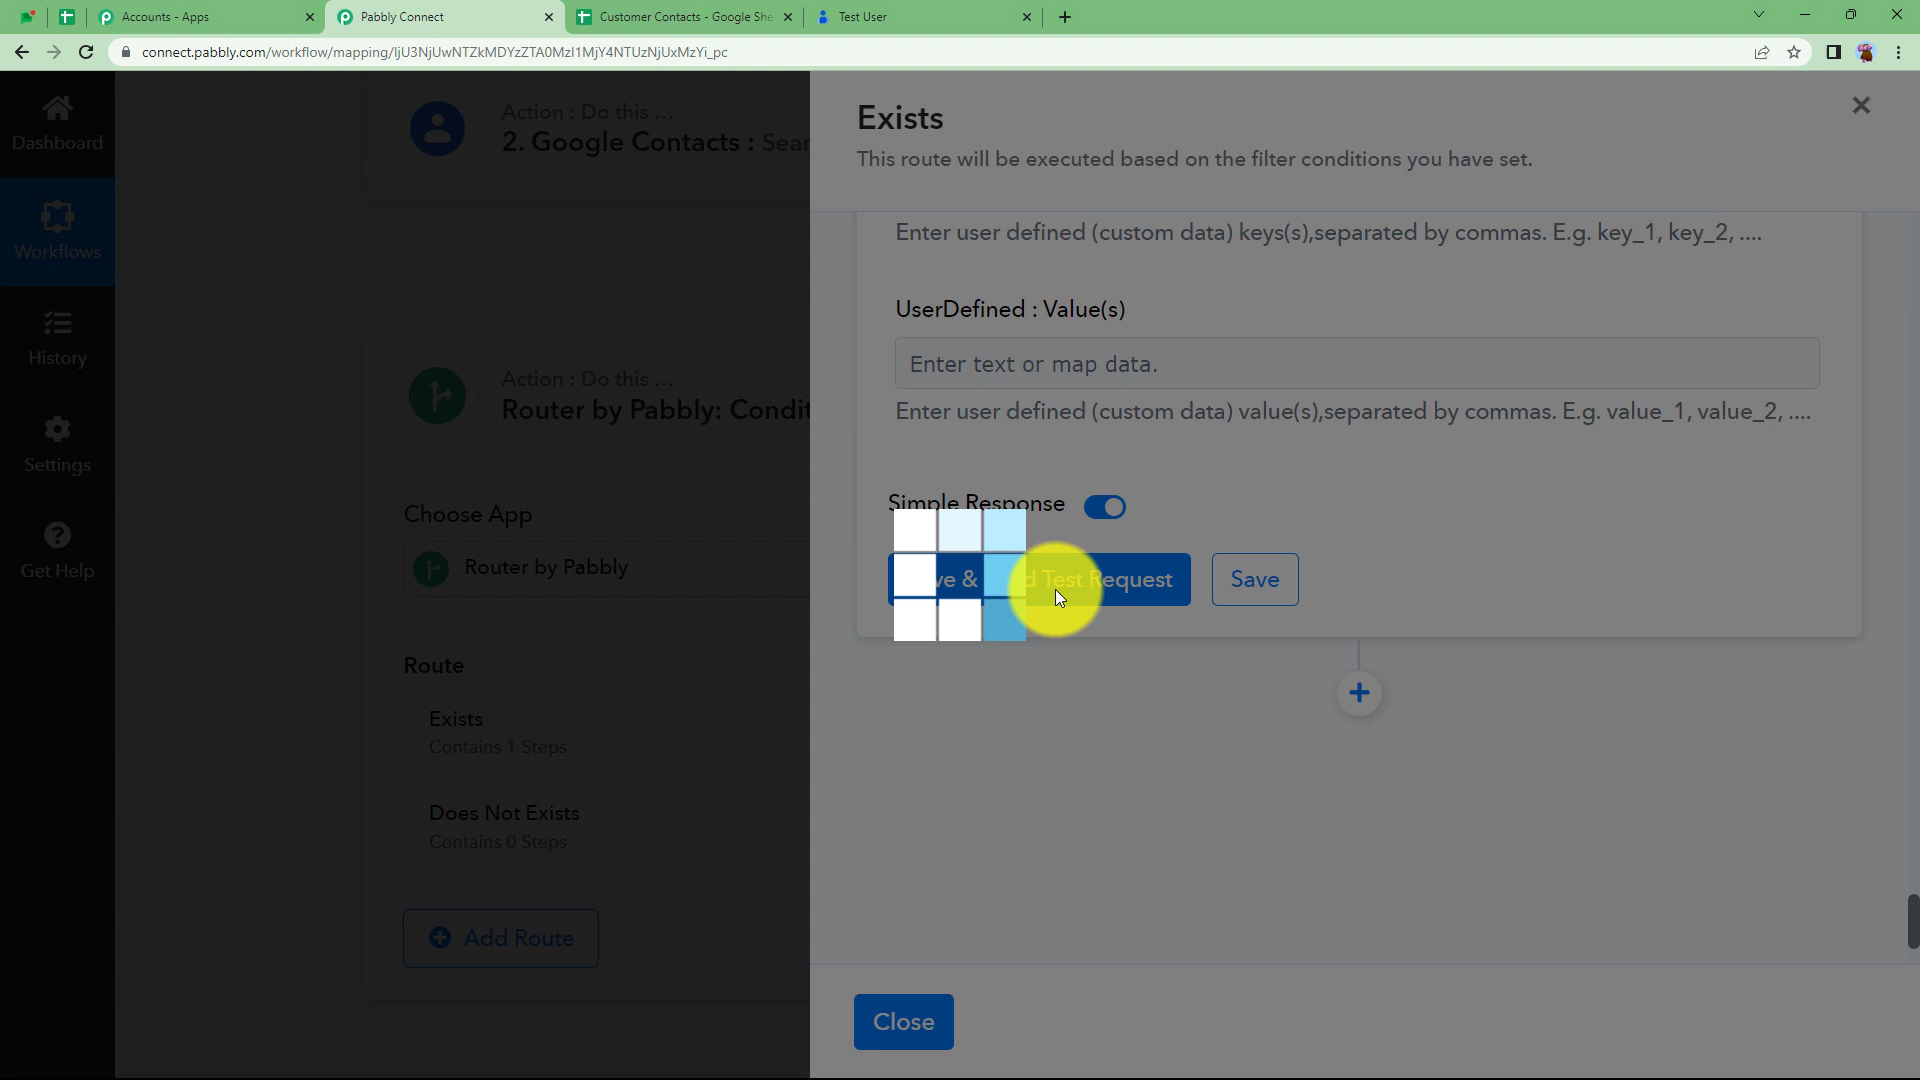 Accounts - Apps
Pabbly Connect
Customer Contacts - Google She
Test User
connect.pabbly.com/workflow/mapping/IjU3NjUwNTZkMDYzZTA0MzI1MjY4NTUzNjUxMzYi_pc
Dashboard
Workflows
History
Settings
Get Help
Action : Do this ...
2. Google Contacts : Sear
Action : Do this ...
Router by Pabbly: Condit
Choose App
Router by Pabbly
Route
Exists
Contains 1 Steps
Does Not Exists
Contains 0 Steps
Add Route
Exists
This route will be executed based on the filter conditions you have set.
Enter user defined (custom data) keys(s),separated by commas. E.g. key_1, key_2, ....
UserDefined : Value(s)
Enter text or map data.
Enter user defined (custom data) value(s),separated by commas. E.g. value_1, value_2, ....
Simple Response
& Test Request
Save
Close